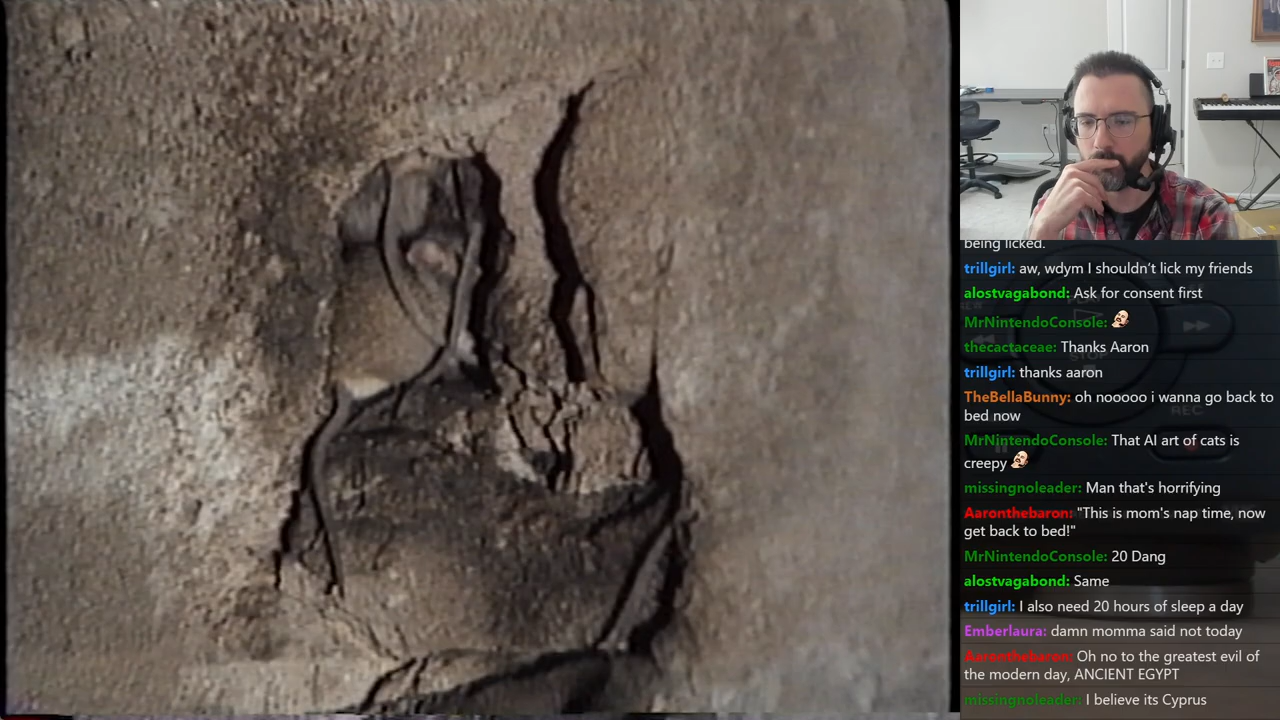 being licked.
trillgirl: aw, wdym I shouldn't lick my friends
alostvagabond: Ask for consent first
MrNintendoConsole:
thecactaceae: Thanks Aaron
trillgirl: thanks aaron
TheBellaBunny: oh nooooo i wanna go back to
bed now
MrNintendoConsole: That AI art of cats is
creepy
missingnoleader: Man that's horrifying
Aaronthebaron: "This is mom's nap time, now
get back to bed!"
MrNintendoConsole: 20 Dang
alostvagabond: Same
trillgirl: I also need 20 hours of sleep a day
Emberlaura: damn momma said not today
Aaronthebaron: Oh no to the greatest evil of
the modern day, ANCIENT EGYPT
missingnoleader: I believe its Cyprus
STOP
REC